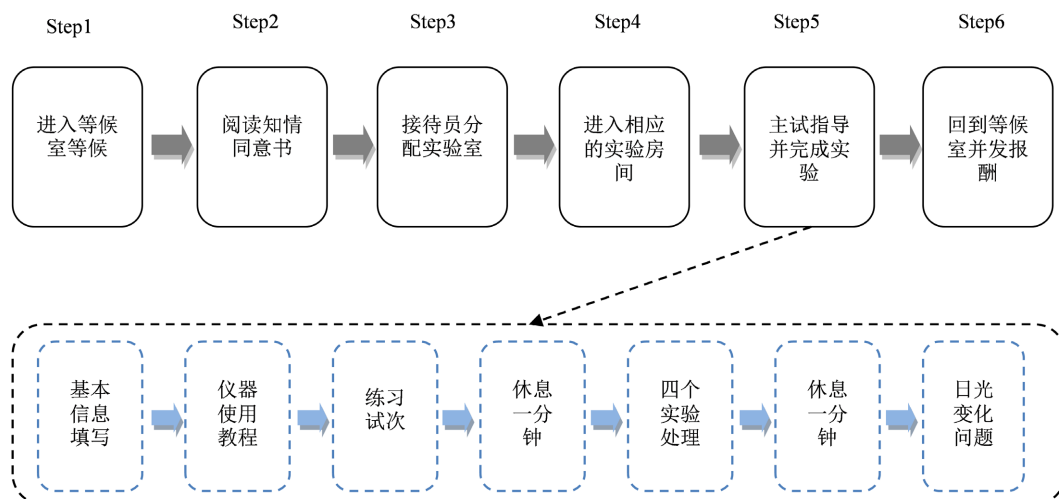 Step1
Step2
Step3
Step4
Step5
Step6
进入等候
室等候
阅读知情
同意书
接待员分
配实验室
进入相应
的实验房
间
主试指导
并完成实
验
回到等候
室并发报
酬
基本
信息
填写
仪器
使用
教程
练习
试次
休息
一分
钟
四个
实验
处理
休息
一分
钟
日光
变化
问题